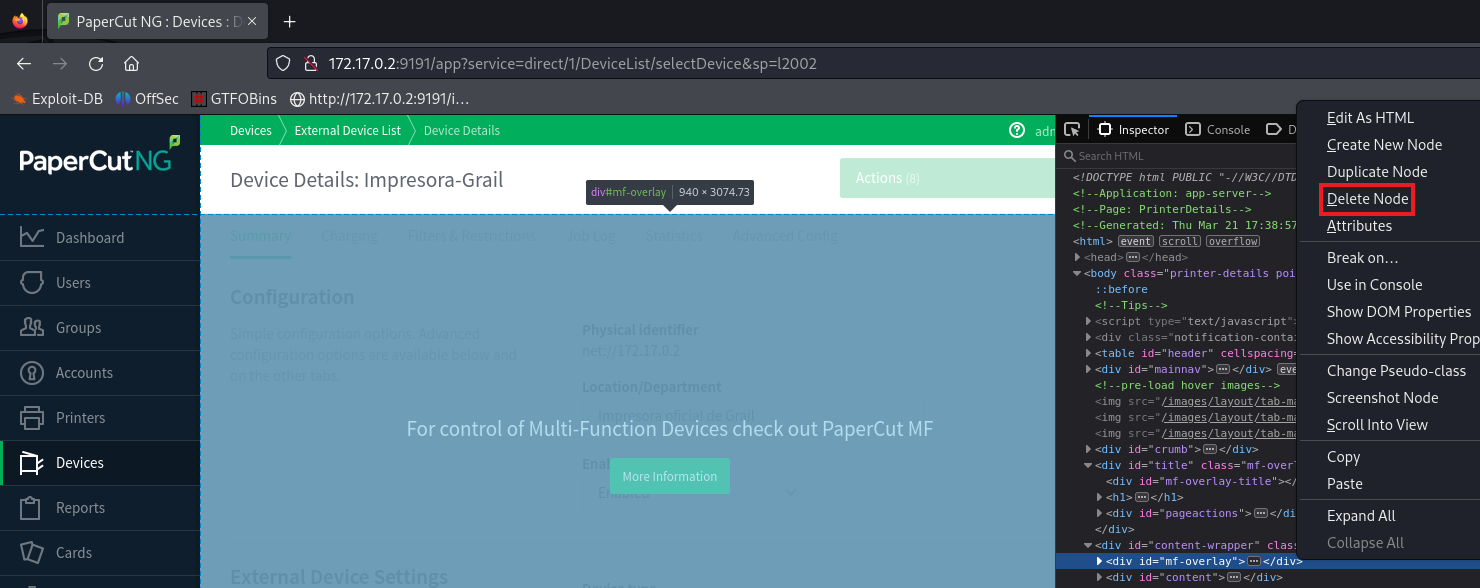 PaperCut NG : Devices : D
172.17.0.2:9191/app?service=direct/1/DeviceList/selectDevice&sp=l2002
Exploit-DB OffSec GTFOBins http://172.17.0.2:9191/i…
PaperCut NG
Devices External Device List Device Details adm
Device Details: Impresora-Grail
Actions (8)
div#mf-overlay 940 × 3074.73
Summary Charging Filters & Restrictions Job Log Statistics Advanced Config
Configuration
Simple configuration options. Advanced
configuration options are available below and
on the other tabs.
Physical identifier
net://172.17.0.2
Location/Department
Impresora oficial de Grail
For control of Multi-Function Devices check out PaperCut MF
Enabled
More Information
External Device Settings
Device type
Dashboard
Users
Groups
Accounts
Printers
Devices
Reports
Cards
Inspector Console D
Search HTML
<!DOCTYPE html PUBLIC "-//W3C//DTD
<!--Application: app-server-->
<!--Page: PrinterDetails-->
<!--Generated: Thu Mar 21 17:38:57
<html> event scroll overflow
<head> ••• </head>
<body class="printer-details poi
::before
<!--Tips-->
<script type="text/javascript">
<div class="notification-contai
<table id="header" cellspacing=
<div id="mainnav"> ••• </div> eve
<!--pre-load hover images-->
<img src="/images/layout/tab-ma
<img src="/images/layout/tab-ma
<img src="/images/layout/tab-ma
<div id="crumb"> ••• </div>
<div id="title" class="mf-overl
<div id="mf-overlay-title"></
<h1> ••• </h1>
<div id="pageactions"> ••• </di
</div>
<div id="content-wrapper" class
<div id="mf-overlay"> ••• </div>
<div id="content"> ••• </div>
Edit As HTML
Create New Node
Duplicate Node
Delete Node
Attributes
Break on…
Use in Console
Show DOM Properties
Show Accessibility Prop
Change Pseudo-class
Screenshot Node
Scroll Into View
Copy
Paste
Expand All
Collapse All